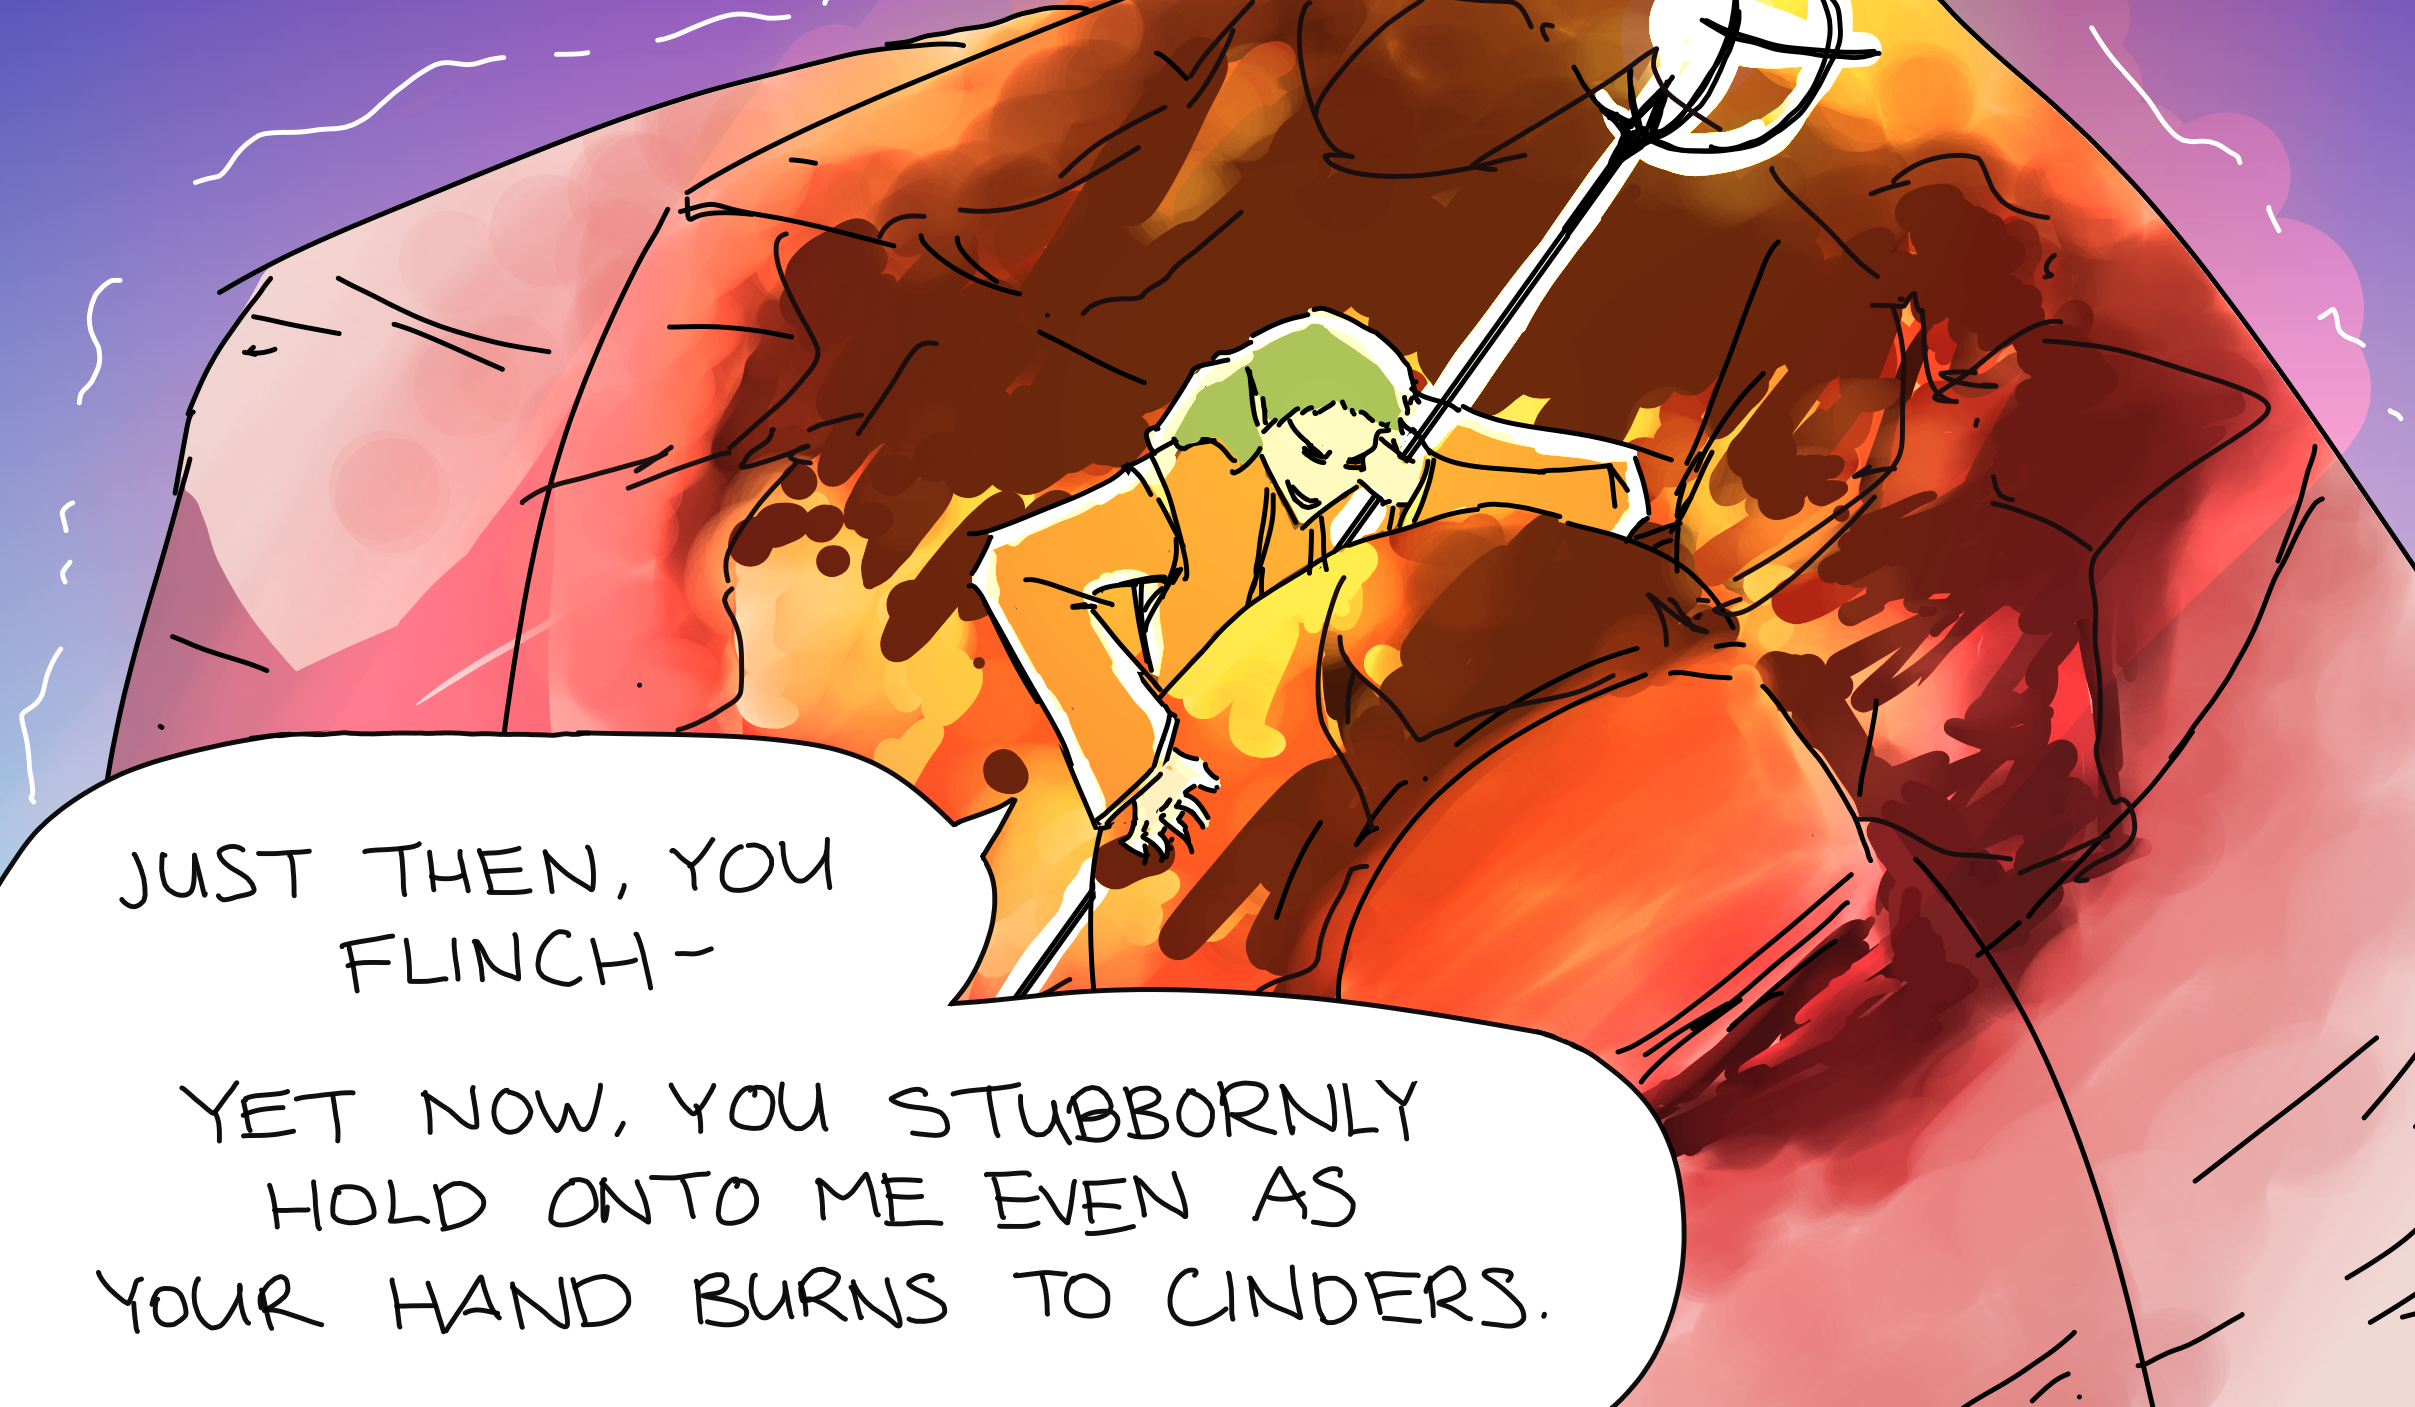 JUST THEN, YOU
FLINCH-
YET NOW, YOU STUBBORNLY
HOLD ONTO ME EVEN AS
YOUR HAND BURNS TO CINDERS.